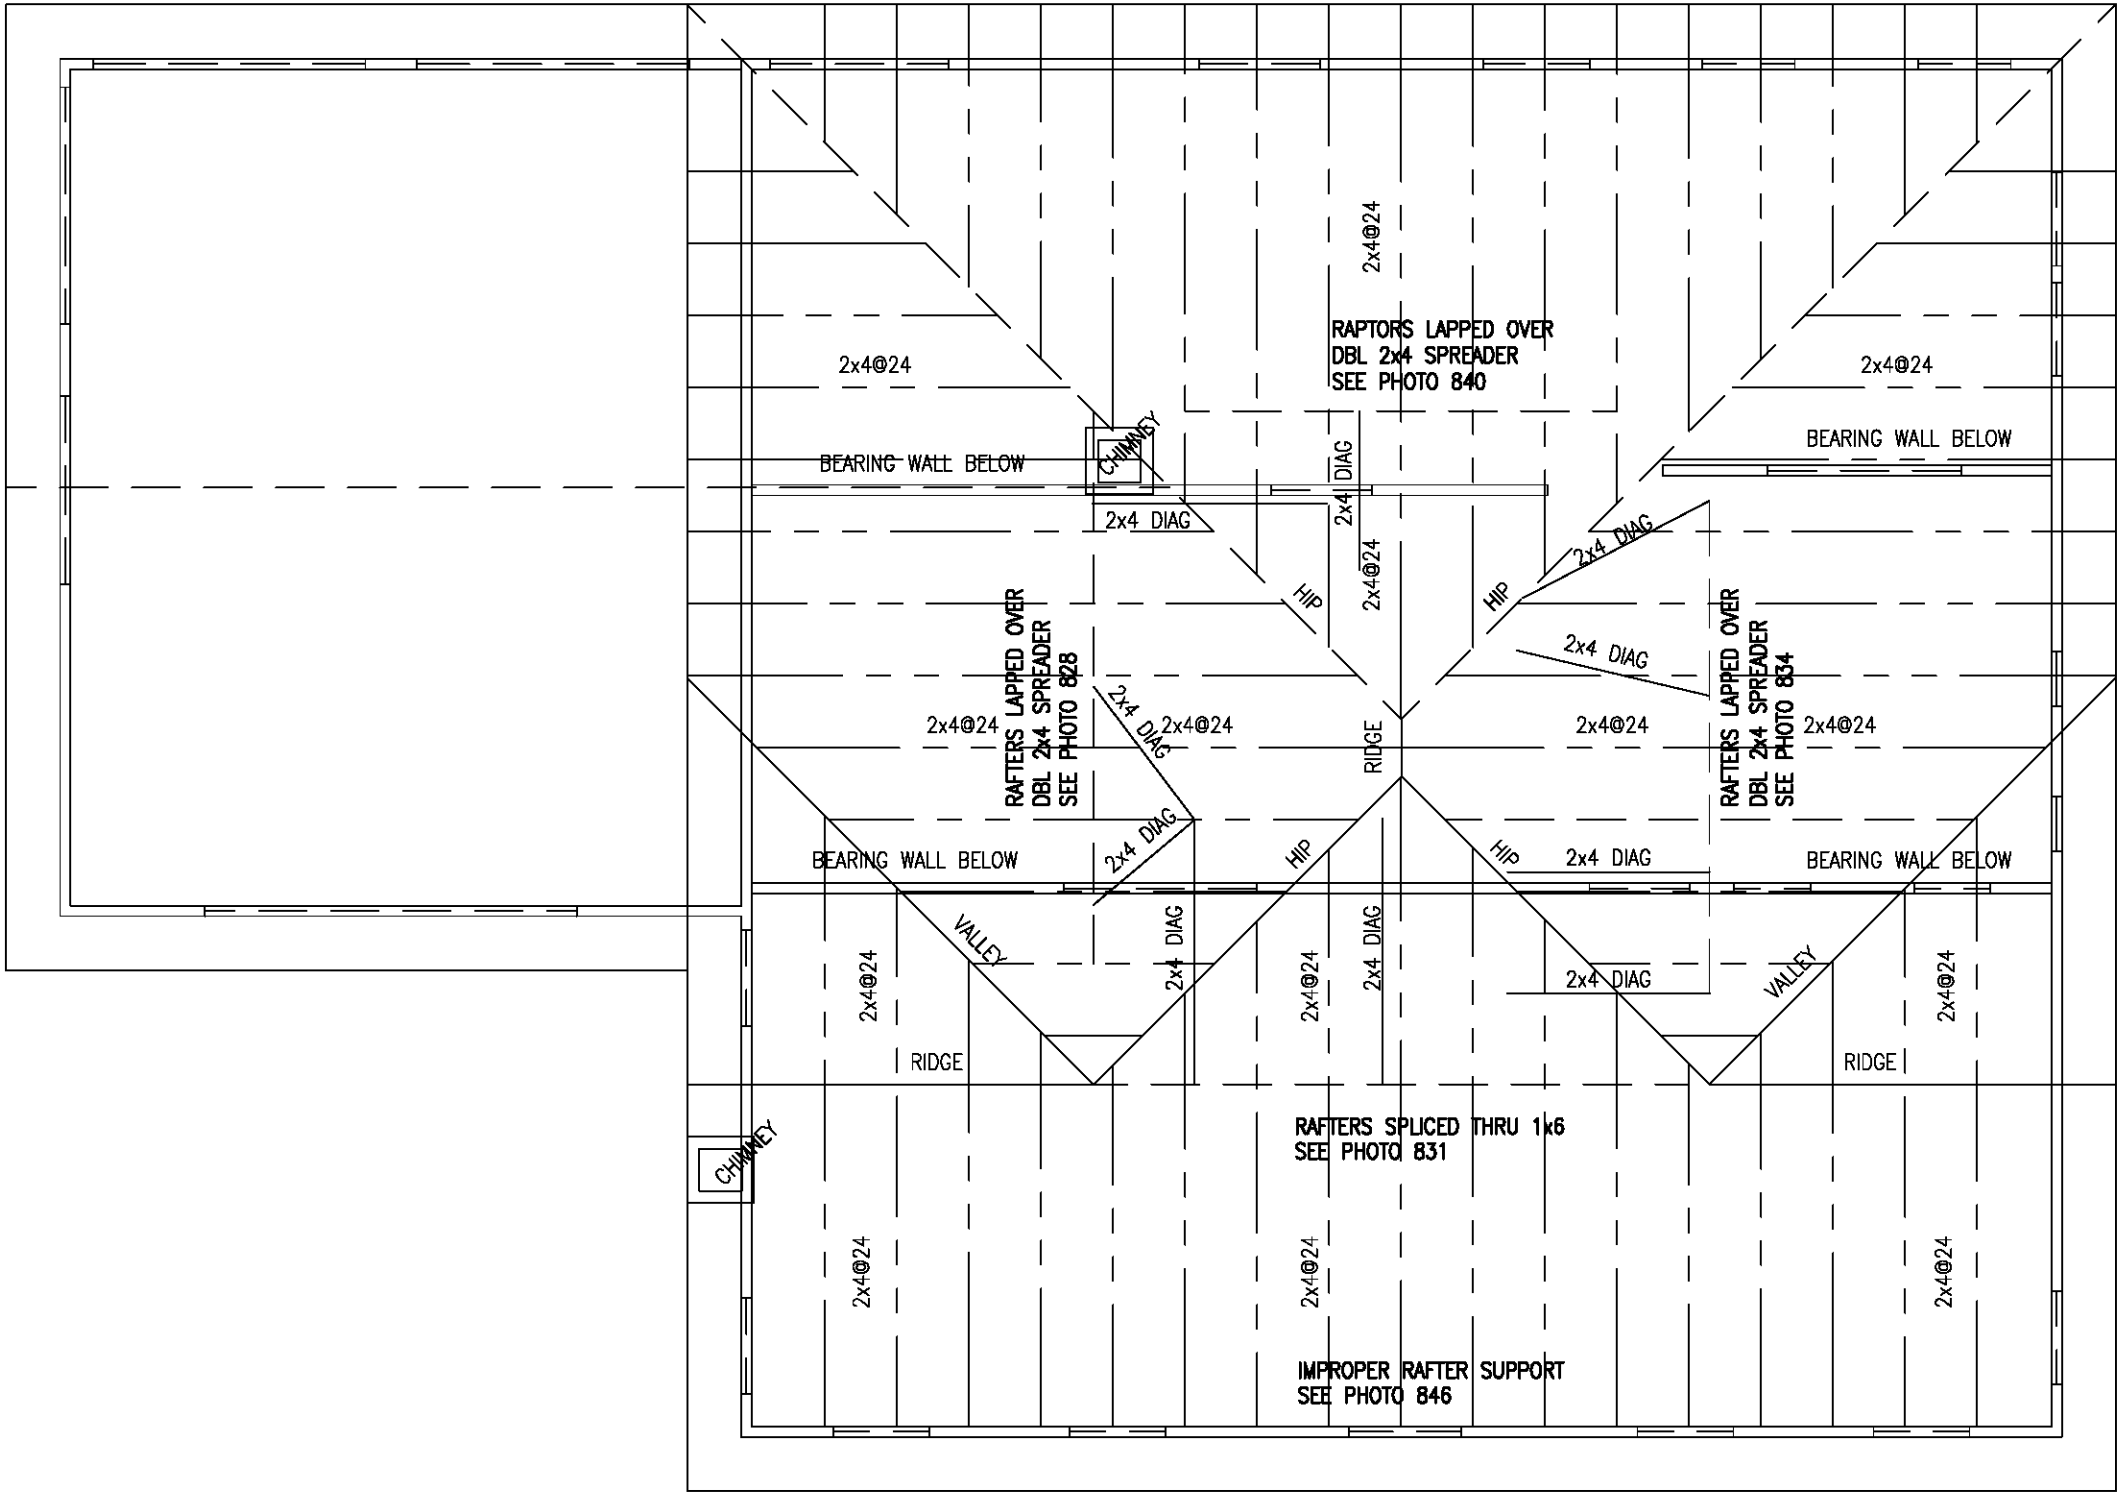 2x4@24
RAPTORS LAPPED OVER
DBL 2x4 SPREADER
SEE PHOTO 840
2x4@24
2x4@24
CHIMNEY
BEARING WALL BELOW
BEARING WALL BELOW
2x4 DIAG
2x4 DIAG
2x4 DIAG
2x4@24
HIP
HIP
2x4 DIAG
RAFTERS LAPPED OVER
DBL 2x4 SPREADER
SEE PHOTO 828
RAFTERS LAPPED OVER
DBL 2x4 SPREADER
SEE PHOTO 834
2x4@24
2x4 DIAG
2x4@24
RIDGE
2x4@24
2x4@24
2x4 DIAG
BEARING WALL BELOW
HIP
HIP
2x4 DIAG
BEARING WALL BELOW
VALLEY
2x4 DIAG
2x4 DIAG
VALLEY
2x4@24
2x4@24
2x4 DIAG
2x4@24
RIDGE
RIDGE
RAFTERS SPLICED THRU 1x6
SEE PHOTO 831
CHIMNEY
2x4@24
2x4@24
2x4@24
IMPROPER RAFTER SUPPORT
SEE PHOTO 846